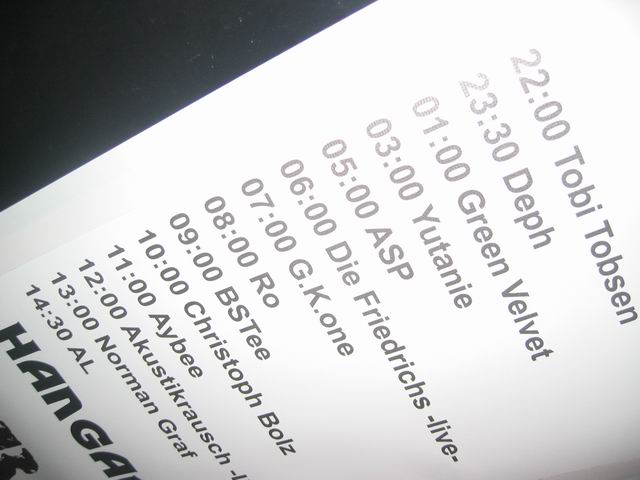 22:00 Tobi Tobsen
23:30 Deph
01:00 Green Velvet
03:00 Yutanie
05:00 ASP
06:00 Die Friedrichs -live-
07:00 G.K.one
08:00 Ro
09:00 BSTee
10:00 Christoph Bolz
11:00 Aybee
12:00 Akustikrausch
13:00 Norman Graf
14:30 AL